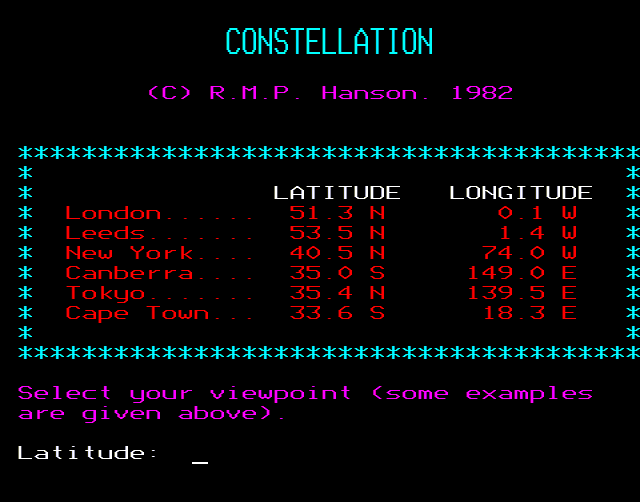 CONSTELLATION
(C) R.M.P. Hanson. 1982
***************************************
* *
* LATITUDE LONGITUDE *
* London...... 51.3 N 0.1 W *
* Leeds....... 53.5 N 1.4 W *
* New York.... 40.5 N 74.0 W *
* Canberra.... 35.0 S 149.0 E *
* Tokyo....... 35.4 N 139.5 E *
* Cape Town... 33.6 S 18.3 E *
* *
***************************************
Select your viewpoint (some examples
are given above).
Latitude: _